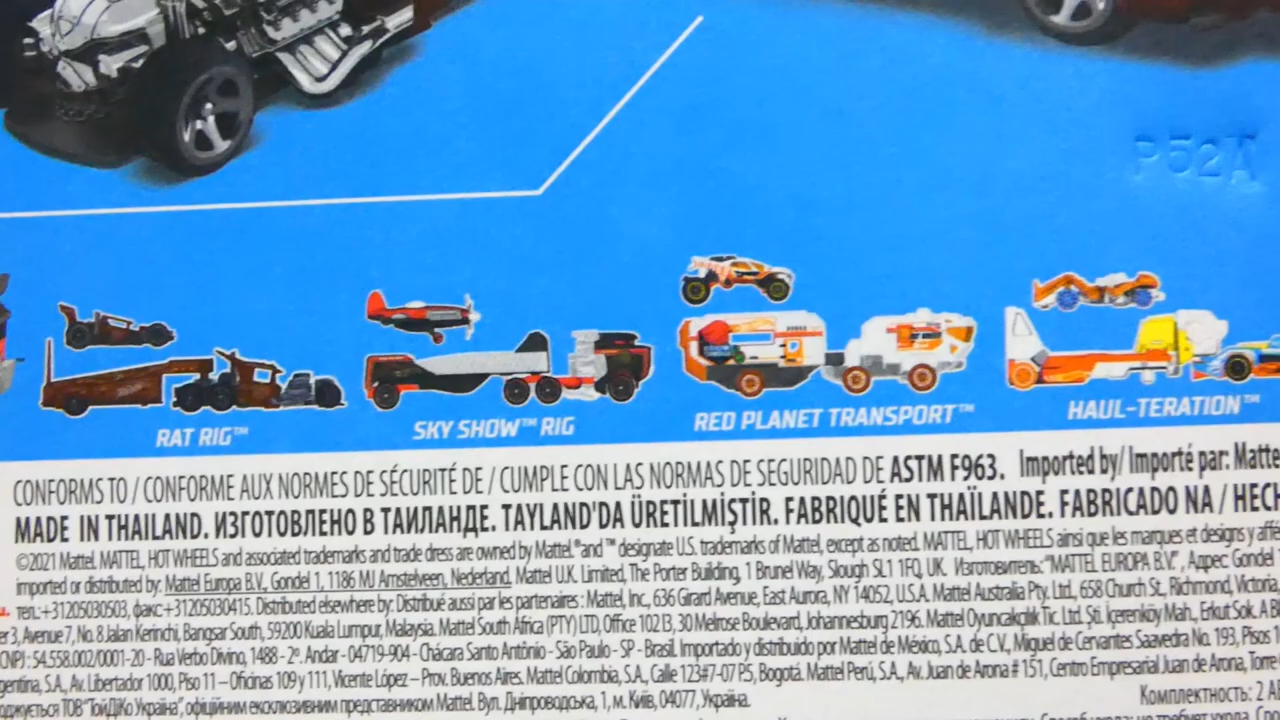 P52A
RAT RIG™
SKY SHOW™ RIG
RED PLANET TRANSPORT™
HAUL-TERATION™
CONFORMS TO / CONFORME AUX NORMES DE SÉCURITÉ DE / CUMPLE CON LAS NORMAS DE SEGURIDAD DE ASTM F963. Imported by/ Importé par: Matte
MADE IN THAILAND. ИЗГОТОВЛЕНО В ТАИЛАНДЕ. TAYLAND'DA ÜRETİLMİŞTİR. FABRIQUÉ EN THAÏLANDE. FABRICADO NA / HECH
©2021 Mattel. MATTEL, HOT WHEELS and associated trademarks and trade dress are owned by Mattel.® and ™ designate U.S. trademarks of Mattel, except as noted. MATTEL, HOT WHEELS ainsi que les marques et designs y affé
imported or distributed by: Mattel Europa B.V., Gondel 1, 1186 MJ Amstelveen, Nederland. Mattel U.K. Limited, The Porter Building, 1 Brunel Way, Slough SL1 1FQ, UK. Изготовитель: "MATTEL EUROPA B.V.", Адрес: Gondel
тел.:+31205030503, факс:+31205030415. Distributed elsewhere by: Distribué aussi par les partenaires : Mattel, Inc., 636 Girard Avenue, East Aurora, NY 14052, U.S.A. Mattel Australia Pty. Ltd., 658 Church St., Richmond, Victoria,
er 3, Avenue 7, No. 8 Jalan Kerinchi, Bangsar South, 59200 Kuala Lumpur, Malaysia. Mattel South Africa (PTY) LTD, Office 102 I3, 30 Melrose Boulevard, Johannesburg 2196. Mattel Oyuncakçılık Tic. Ltd. Şti. İçerenköy Mah., Erkut Sok. A B
CNPJ : 54.558.002/0001-20 - Rua Verbo Divino, 1488 - 2º. Andar - 04719-904 - Chácara Santo Antônio - São Paulo - SP - Brasil. Importado y distribuido por Mattel de México, S.A. de C.V., Miguel de Cervantes Saavedra No. 193, Pisos 1
gentina, S.A., Av. Libertador 1000, Piso 11 – Oficinas 109 y 111, Vicente López – Prov. Buenos Aires. Mattel Colombia, S.A., Calle 123#7-07 P.5, Bogotá. Mattel Perú, S.A., Av. Juan de Arona # 151, Centro Empresarial Juan de Arona, Torre
оджується ТОВ "ТойДіКо Україна", офіційним ексклюзивним представником Mattel. Вул. Дніпроводська, 1, м. Київ, 04077, Україна.
Комплектность: 2 А